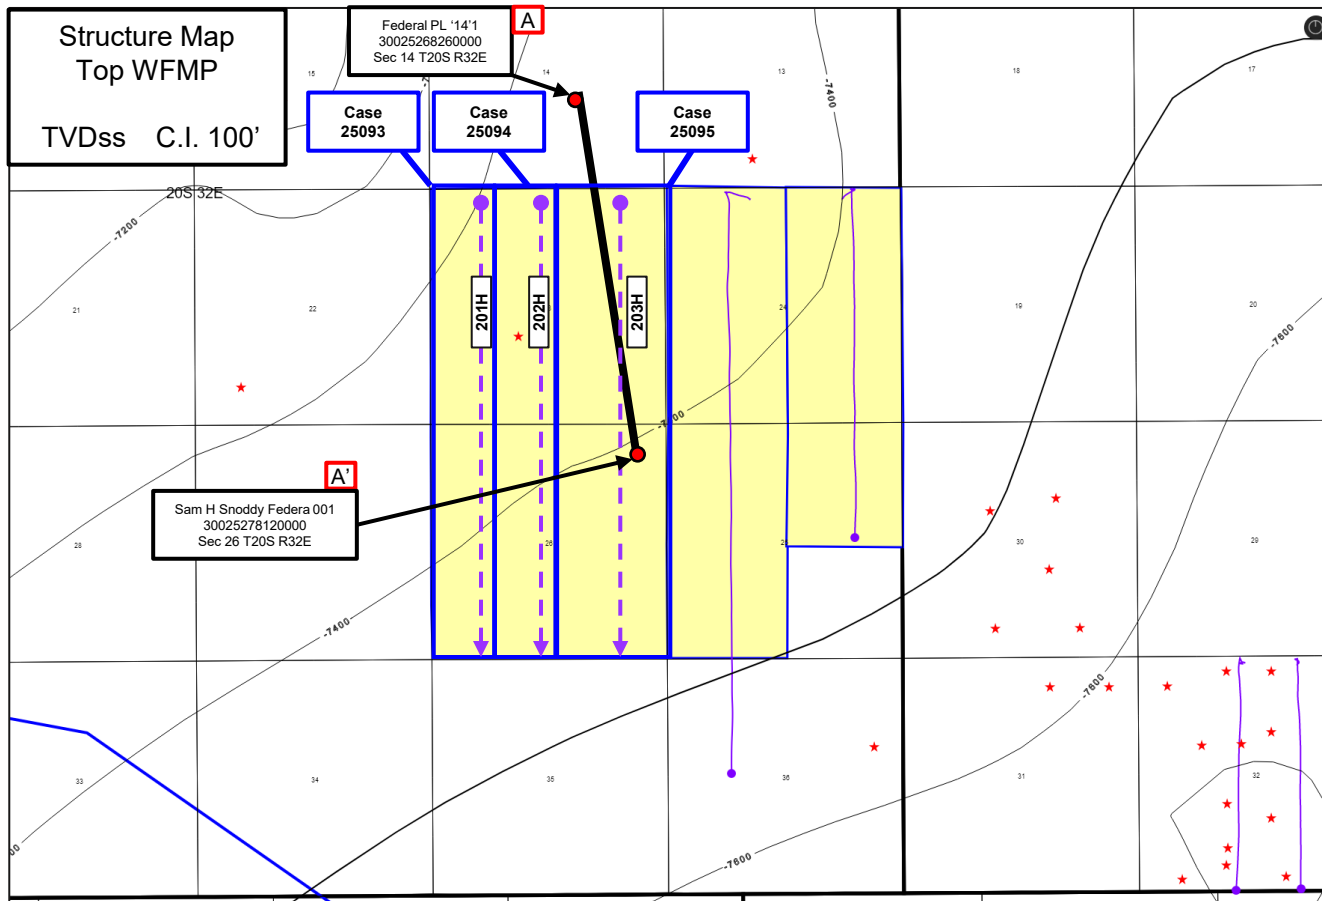 Structure Map
Top WFMP
TVDss C.I. 100'
Federal PL '14'1
30025268260000
Sec 14 T20S R32E
A
Case
25093
Case
25094
Case
25095
15
14
13
18
17
-7400
20S 32E
-7200
201H
202H
203H
21
22
24
19
20
-7600
A'
Sam H Snoddy Federa 001
30025278120000
Sec 26 T20S R32E
28
26
30
29
-7400
-7600
33
34
35
36
31
32
-7600